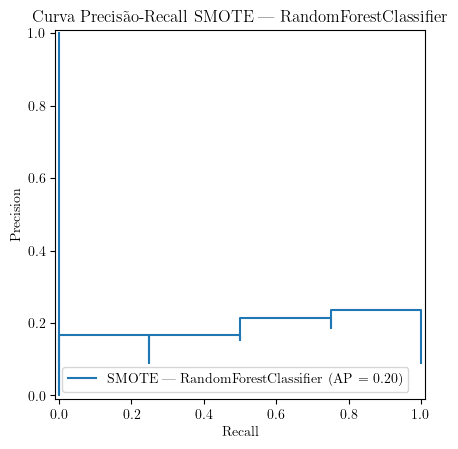 Curva Precisão-Recall SMOTE — RandomForestClassifier
1.0
0.8
0.6
0.4
0.2
0.0
Precision
SMOTE — RandomForestClassifier (AP = 0.20)
0.0 0.2 0.4 0.6 0.8 1.0
Recall